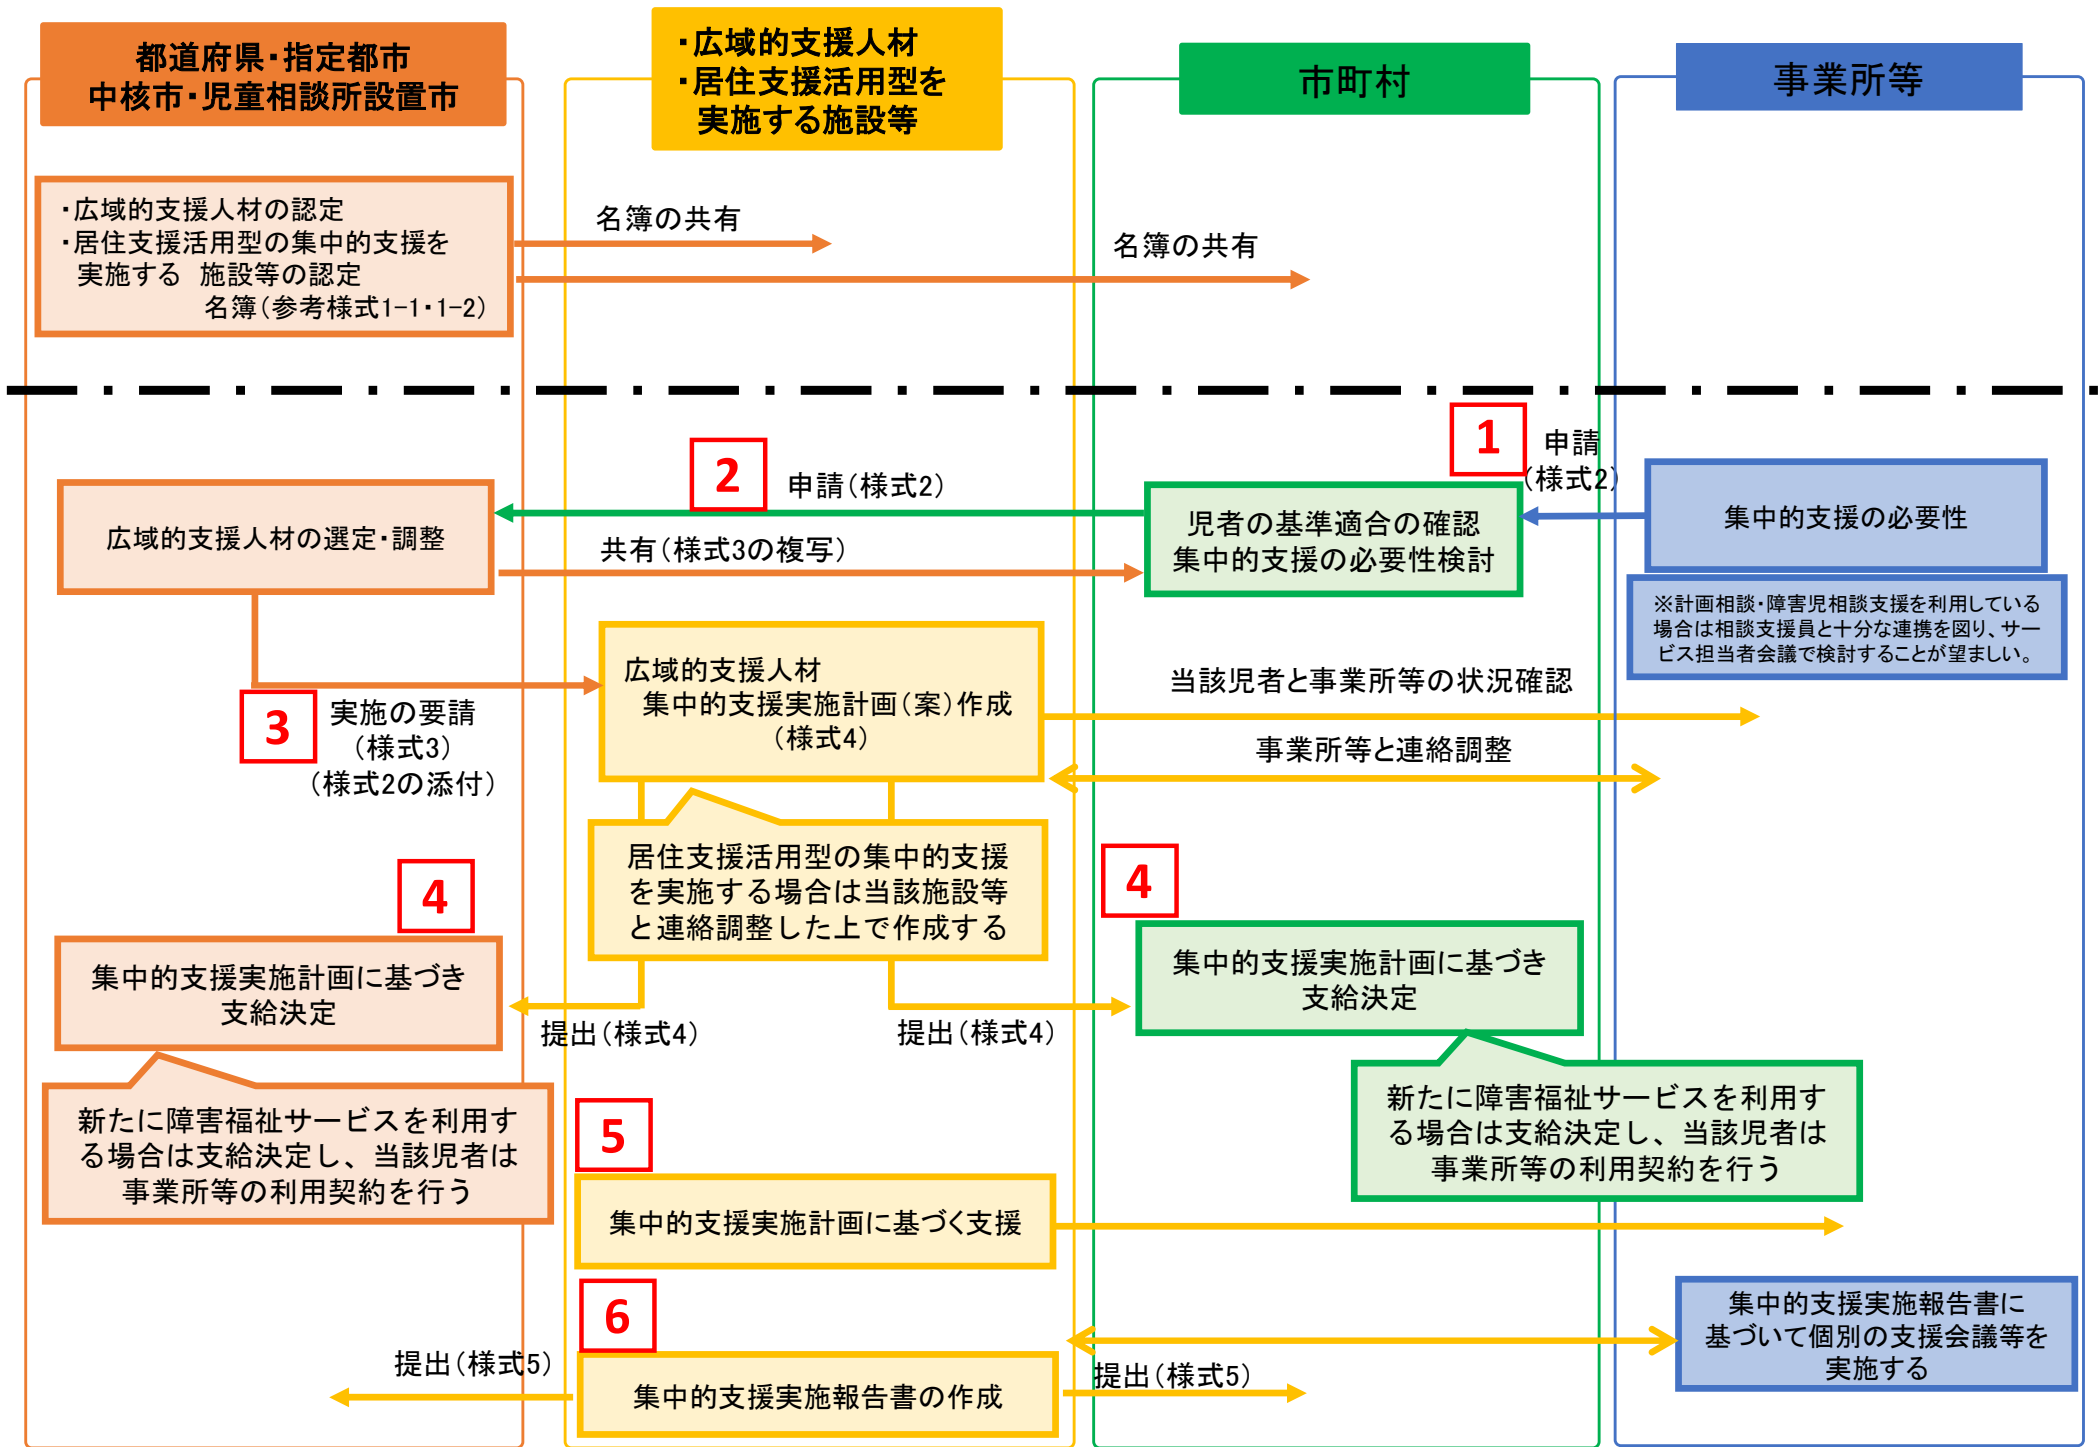 都道府県・指定都市
中核市・児童相談所設置市
・広域的支援人材
・居住支援活用型を
実施する施設等
市町村
事業所等
・広域的支援人材の認定
・居住支援活用型の集中的支援を
実施する 施設等の認定
名簿(参考様式1-1・1-2)
名簿の共有
名簿の共有
1
申請
(様式2)
集中的支援の必要性
※計画相談・障害児相談支援を利用している
場合は相談支援員と十分な連携を図り、サー
ビス担当者会議で検討することが望ましい。
2
申請(様式2)
児者の基準適合の確認
集中的支援の必要性検討
広域的支援人材の選定・調整
共有(様式3の複写)
3
実施の要請
(様式3)
(様式2の添付)
広域的支援人材
集中的支援実施計画(案)作成
(様式4)
当該児者と事業所等の状況確認
事業所等と連絡調整
居住支援活用型の集中的支援
を実施する場合は当該施設等
と連絡調整した上で作成する
4
集中的支援実施計画に基づき
支給決定
提出(様式4)
提出(様式4)
4
集中的支援実施計画に基づき
支給決定
新たに障害福祉サービスを利用す
る場合は支給決定し、当該児者は
事業所等の利用契約を行う
新たに障害福祉サービスを利用す
る場合は支給決定し、当該児者は
事業所等の利用契約を行う
5
集中的支援実施計画に基づく支援
6
集中的支援実施報告書の作成
提出(様式5)
提出(様式5)
集中的支援実施報告書に
基づいて個別の支援会議等を
実施する